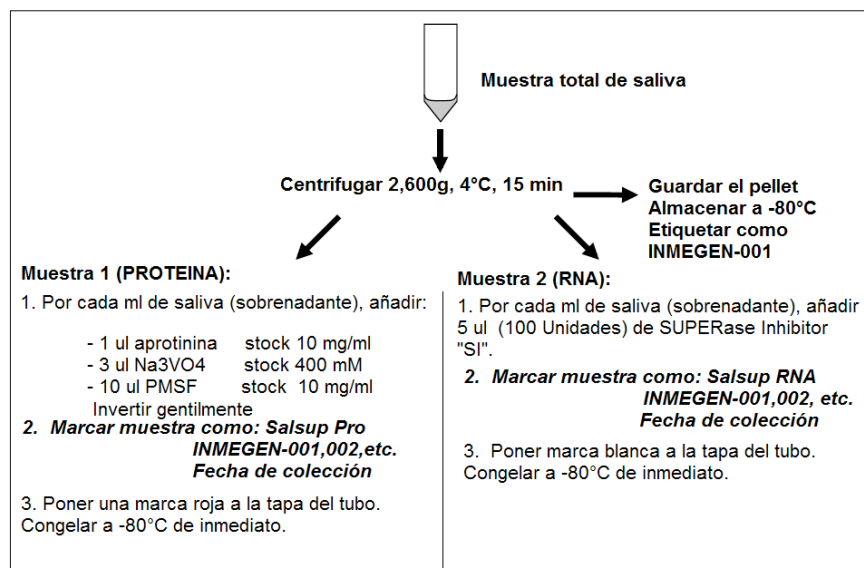 Muestra total de saliva
Centrifugar 2,600g, 4ºC, 15 min
Guardar el pellet
Almacenar a -80°C
Etiquetar como
INMEGEN-001
Muestra 1 (PROTEINA):
1. Por cada ml de saliva (sobrenadante), añadir:
- 1 ul aprotinina stock 10 mg/ml
- 3 ul Na3VO4 stock 400 mM
- 10 ul PMSF stock 10 mg/ml
Invertir gentilmente
2. Marcar muestra como: Salsup Pro
INMEGEN-001,002,etc.
Fecha de colección
3. Poner una marca roja a la tapa del tubo.
Congelar a -80°C de inmediato.
Muestra 2 (RNA):
1. Por cada ml de saliva (sobrenadante), añadir
5 ul (100 Unidades) de SUPERase Inhibitor
"SI".
2. Marcar muestra como: Salsup RNA
INMEGEN-001,002, etc.
Fecha de colección
3. Poner marca blanca a la tapa del tubo.
Congelar a -80°C de inmediato.